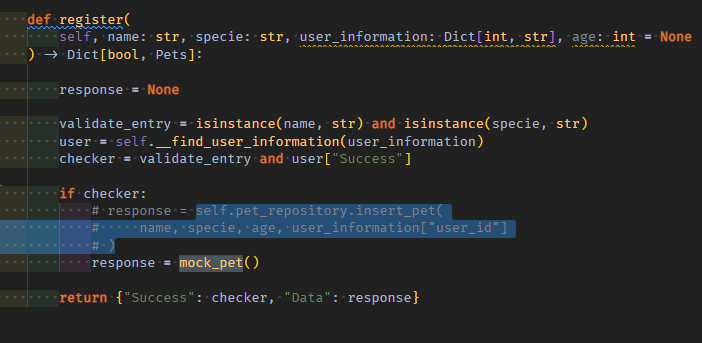 def register(
self, name: str, specie: str, user_information: Dict[int, str], age: int = None
) -> Dict[bool, Pets]:
response = None
validate_entry = isinstance(name, str) and isinstance(specie, str)
user = self.__find_user_information(user_information)
checker = validate_entry and user["Success"]
if checker:
# response = self.pet_repository.insert_pet(
#     name, specie, age, user_information["user_id"]
# )
response = mock_pet()
return {"Success": checker, "Data": response}